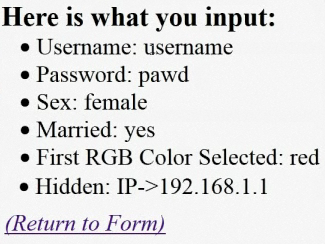 Here is what you input:
• Username: username
• Password: pawd
• Sex: female
• Married: yes
• First RGB Color Selected: red
• Hidden: IP->192.168.1.1
(Return to Form)